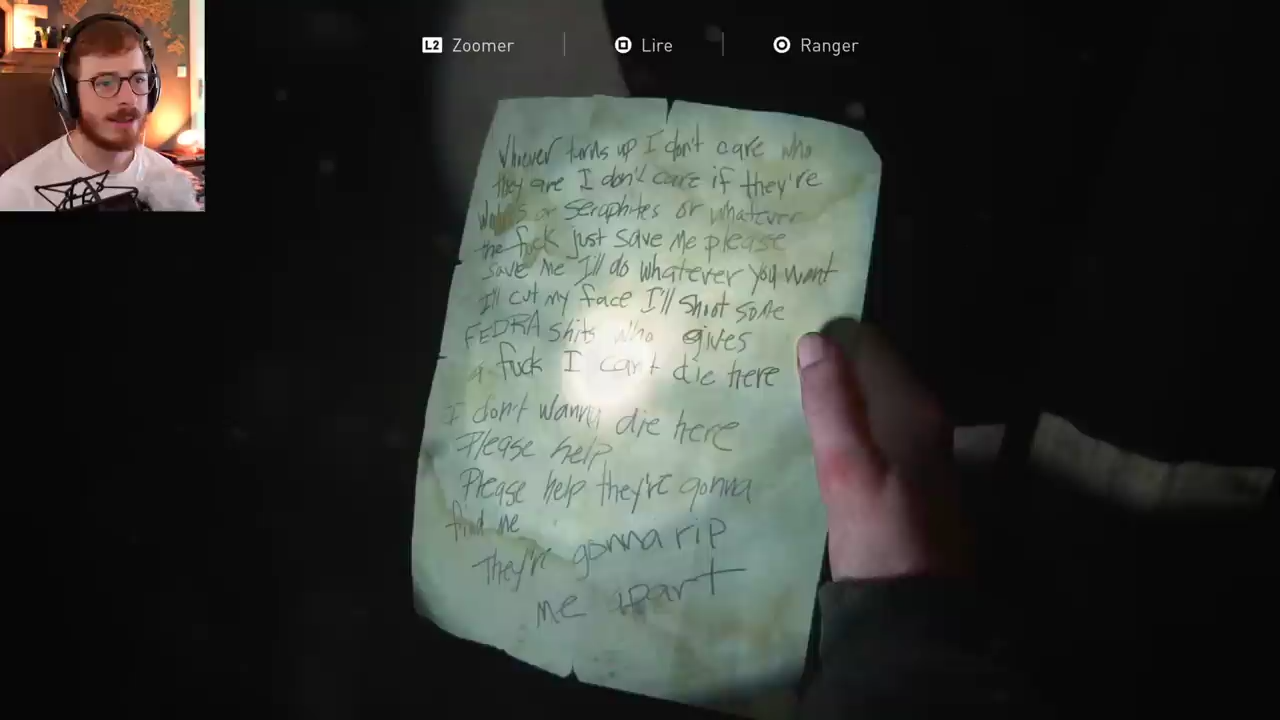 L2 Zoomer
Lire
Ranger
Whoever turns up I don't care who
they are I don't care if they're
Wolves or Seraphites or whatever
the fuck just save me please
save me I'll do whatever you want
I'll cut my face I'll shoot some
FEDRA shits who gives
a fuck I can't die here
I don't wanna die here
Please help
Please help they're gonna
find me
They're gonna rip
me apart